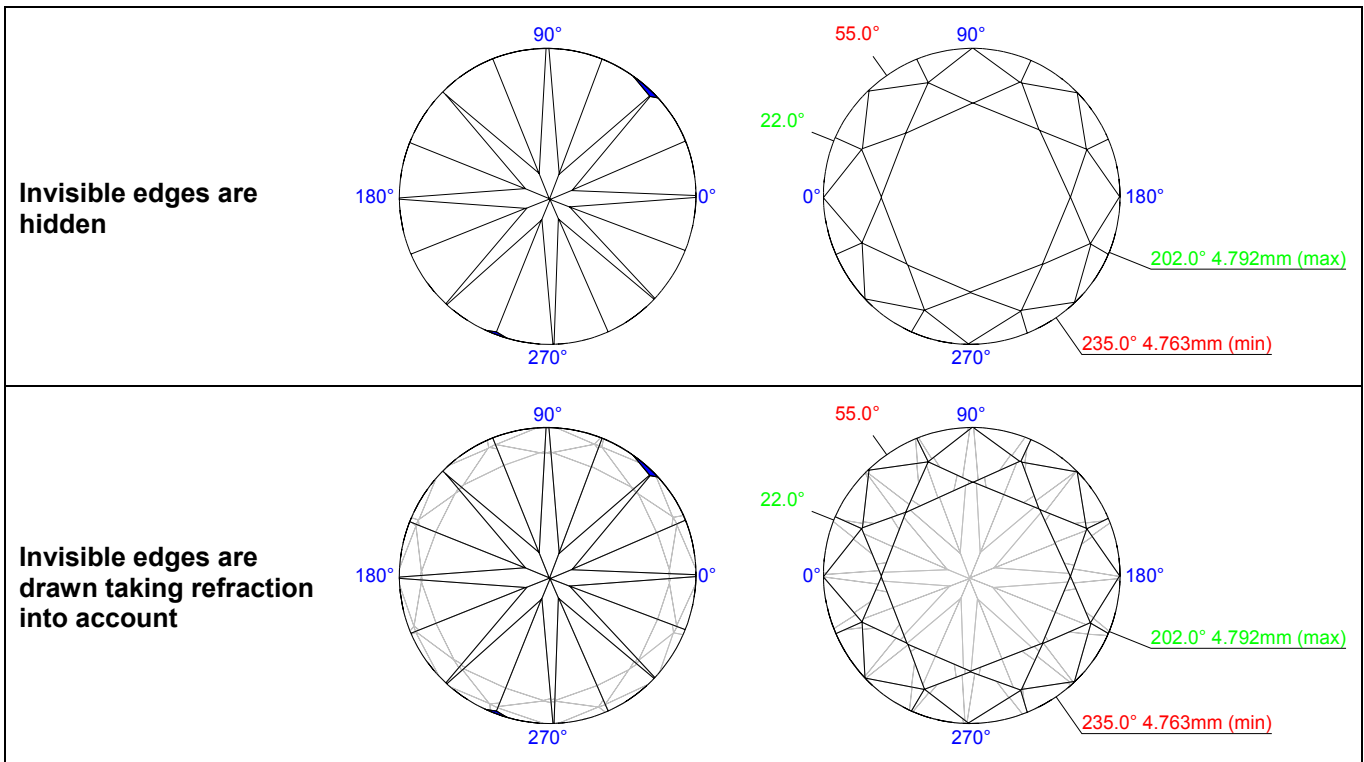 Invisible edges are
hidden
90°
180°
0°
270°
55.0°
90°
22.0°
0°
180°
202.0° 4.792mm (max)
235.0° 4.763mm (min)
270°
Invisible edges are
drawn taking refraction
into account
90°
180°
0°
270°
55.0°
90°
22.0°
0°
180°
202.0° 4.792mm (max)
235.0° 4.763mm (min)
270°